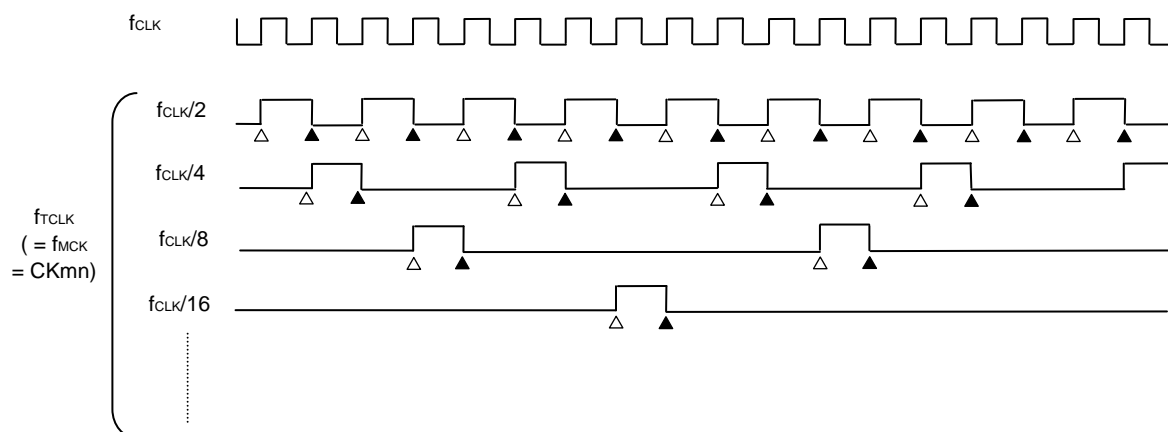 fCLK
fCLK/2
fCLK/4
fTCLK
( = fMCK
= CKmn)
fCLK/8
fCLK/16